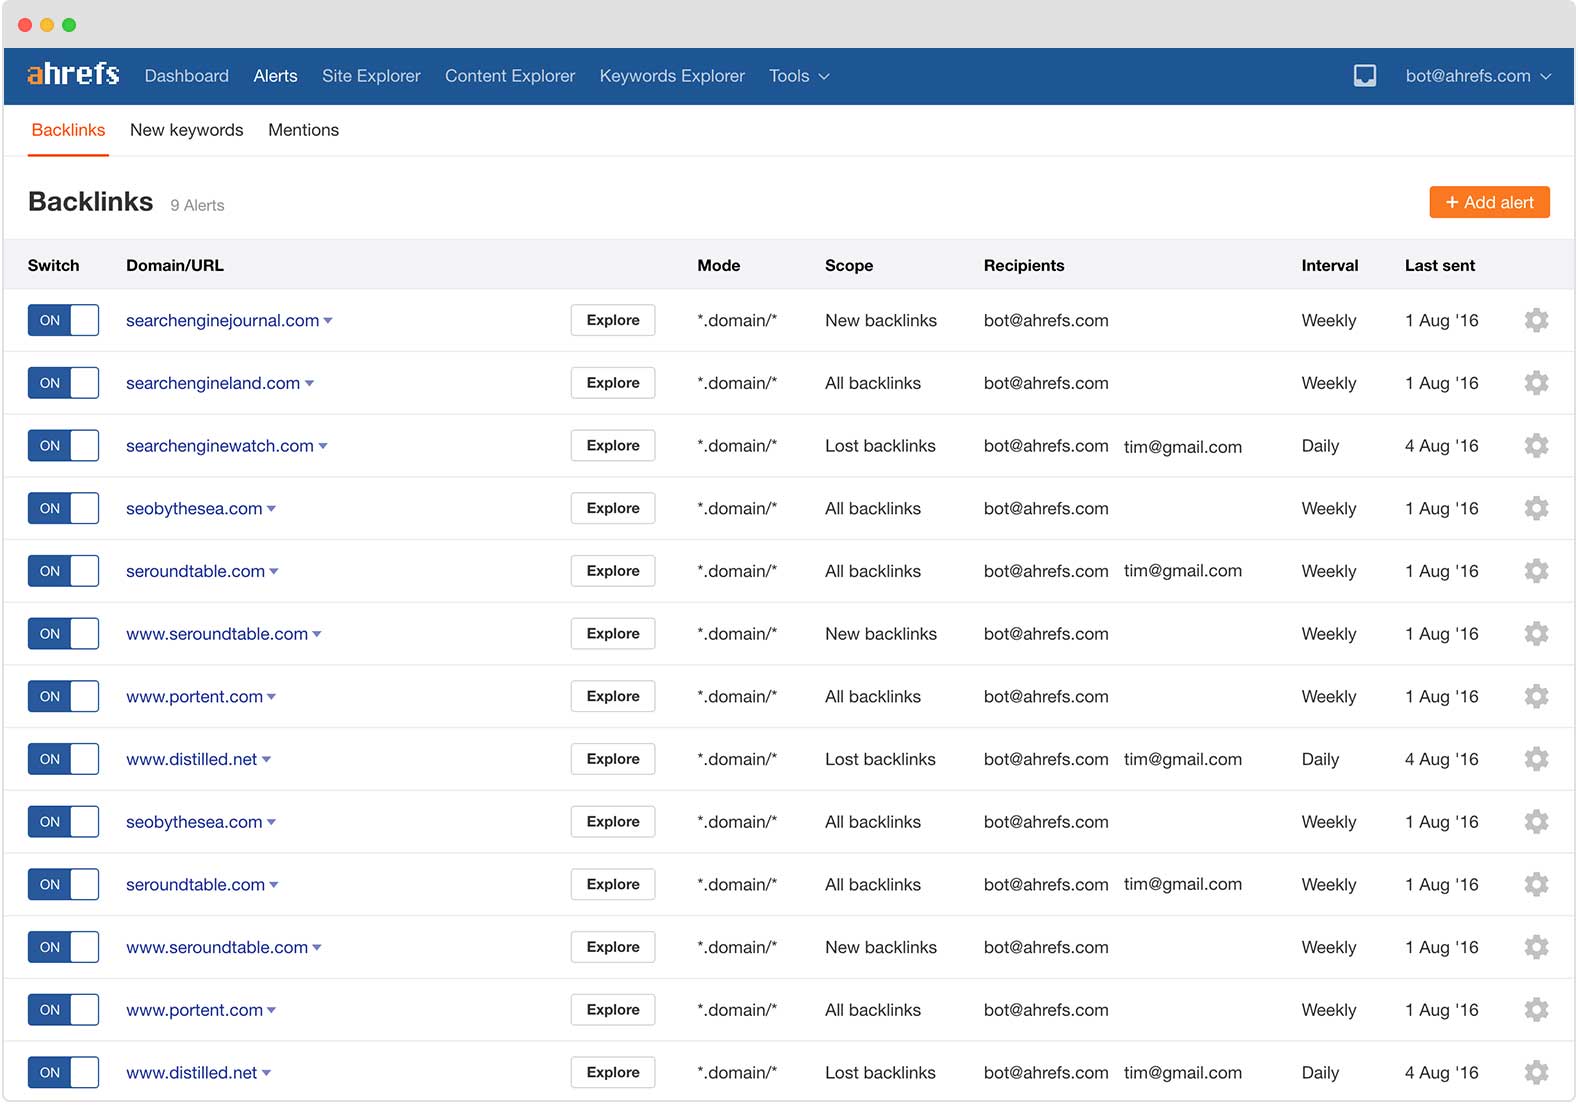 ahrefs Dashboard Alerts Site Explorer Content Explorer Keywords Explorer Tools bot@ahrefs.com
Backlinks New keywords Mentions
Backlinks 9 Alerts + Add alert
Switch Domain/URL Mode Scope Recipients Interval Last sent
ON searchenginejournal.com Explore *.domain/* New backlinks bot@ahrefs.com Weekly 1 Aug '16
ON searchengineland.com Explore *.domain/* All backlinks bot@ahrefs.com Weekly 1 Aug '16
ON searchenginewatch.com Explore *.domain/* Lost backlinks bot@ahrefs.com tim@gmail.com Daily 4 Aug '16
ON seobythesea.com Explore *.domain/* All backlinks bot@ahrefs.com Weekly 1 Aug '16
ON seroundtable.com Explore *.domain/* All backlinks bot@ahrefs.com tim@gmail.com Weekly 1 Aug '16
ON www.seroundtable.com Explore *.domain/* New backlinks bot@ahrefs.com Weekly 1 Aug '16
ON www.portent.com Explore *.domain/* All backlinks bot@ahrefs.com Weekly 1 Aug '16
ON www.distilled.net Explore *.domain/* Lost backlinks bot@ahrefs.com tim@gmail.com Daily 4 Aug '16
ON seobythesea.com Explore *.domain/* All backlinks bot@ahrefs.com Weekly 1 Aug '16
ON seroundtable.com Explore *.domain/* All backlinks bot@ahrefs.com tim@gmail.com Weekly 1 Aug '16
ON www.seroundtable.com Explore *.domain/* New backlinks bot@ahrefs.com Weekly 1 Aug '16
ON www.portent.com Explore *.domain/* All backlinks bot@ahrefs.com Weekly 1 Aug '16
ON www.distilled.net Explore *.domain/* Lost backlinks bot@ahrefs.com tim@gmail.com Daily 4 Aug '16